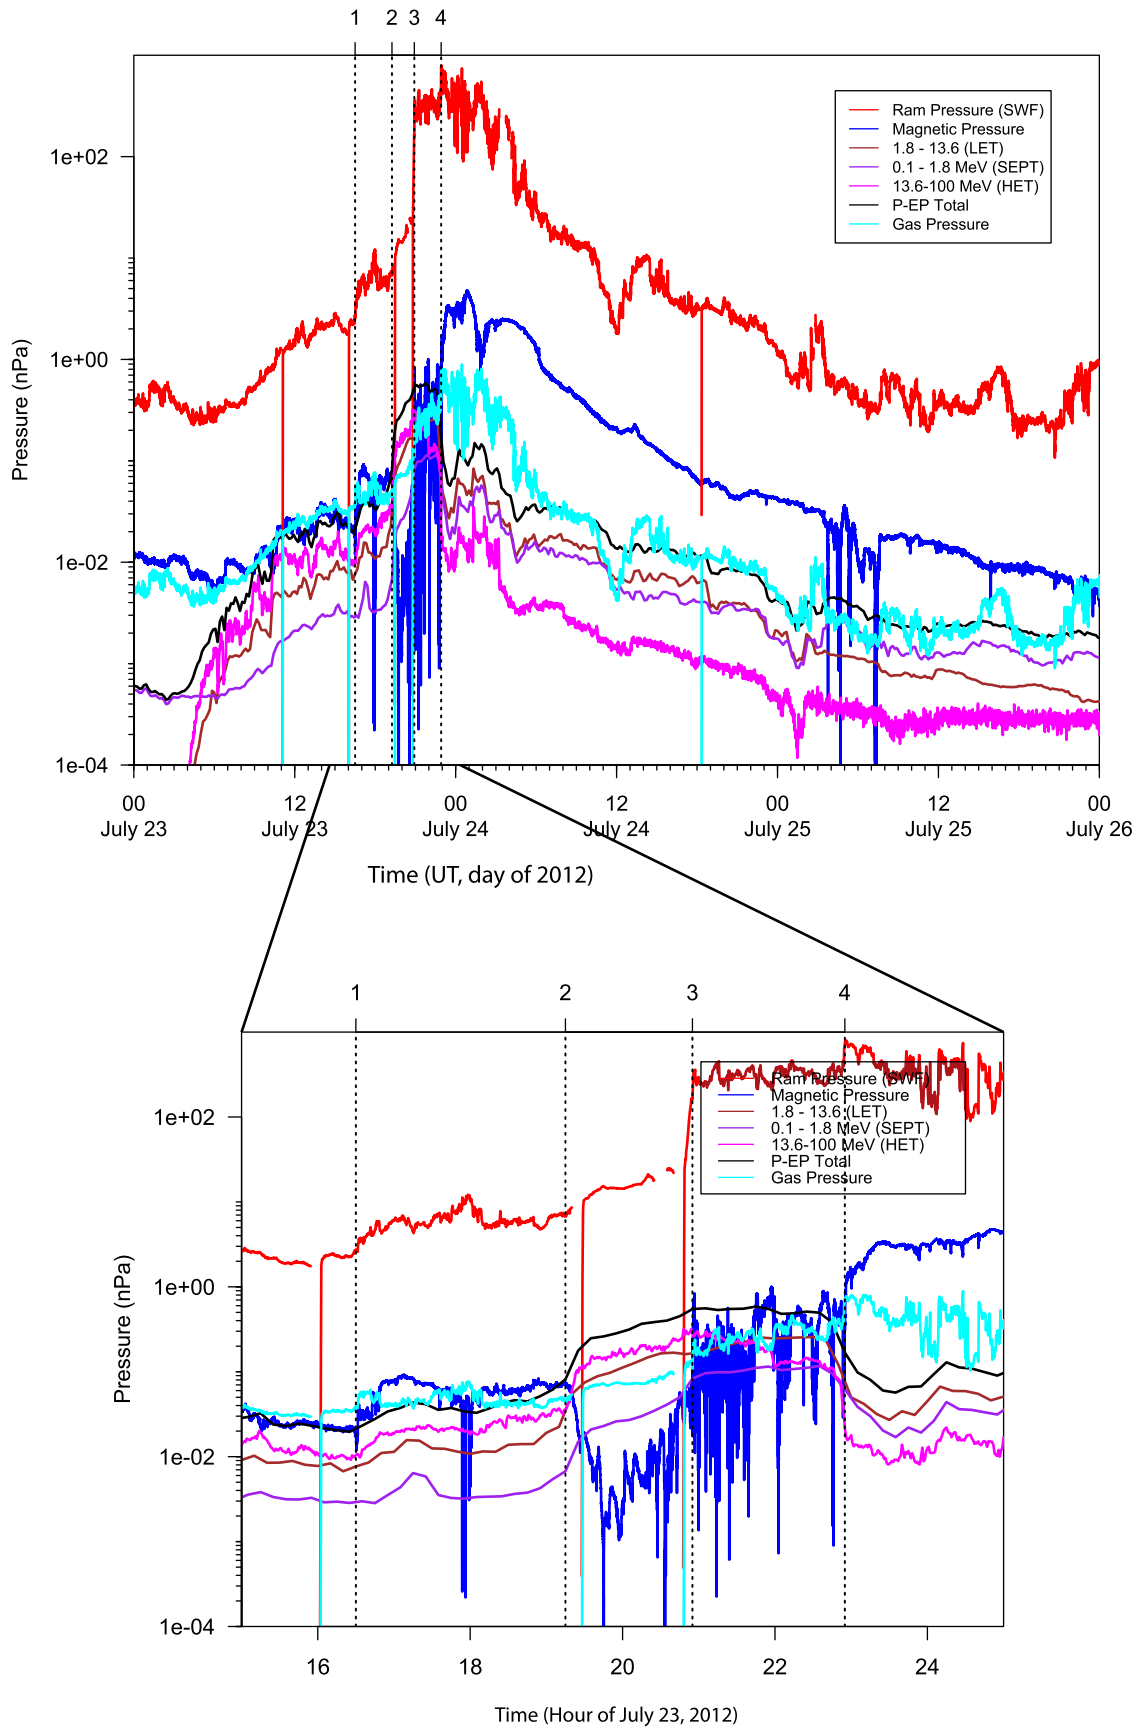 1 2 3 4
1e+02
1e+00
1e-02
1e-04
Pressure (nPa)
Ram Pressure (SWF)
Magnetic Pressure
1.8 - 13.6 (LET)
0.1 - 1.8 MeV (SEPT)
13.6-100 MeV (HET)
P-EP Total
Gas Pressure
00 12 00 12 00 12 00
July 23 July 23 July 24 July 24 July 25 July 25 July 26
Time (UT, day of 2012)
1 2 3 4
1e+02
1e+00
1e-02
1e-04
Pressure (nPa)
Ram Pressure (SWF)
Magnetic Pressure
1.8 - 13.6 (LET)
0.1 - 1.8 MeV (SEPT)
13.6-100 MeV (HET)
P-EP Total
Gas Pressure
16 18 20 22 24
Time (Hour of July 23, 2012)